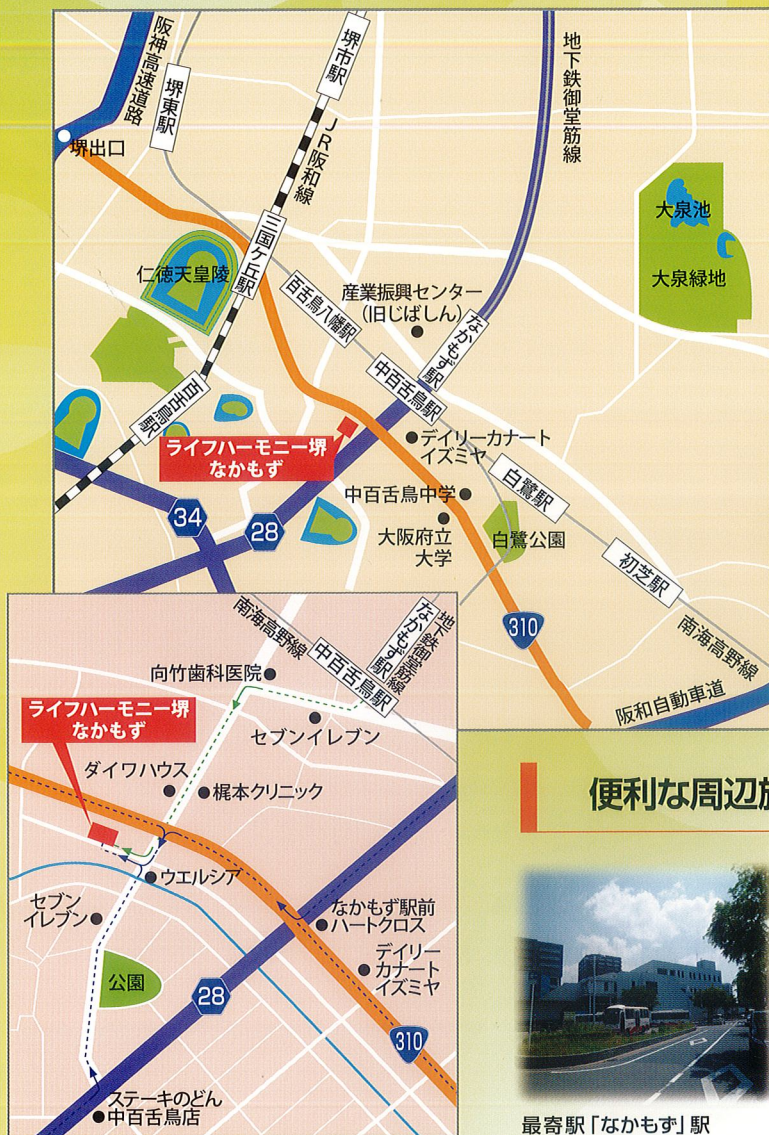 阪神高速道路
堺東駅
堺市駅
JR阪和線
地下鉄御堂筋線
堺出口
三国ケ丘駅
大泉池
仁徳天皇陵
大泉緑地
百舌鳥八幡駅
産業振興センター
(旧じばしん)
なかもず駅
中百舌鳥駅
百舌鳥駅
ライフハーモニー堺
なかもず
デイリーカナート
イズミヤ
白鷺駅
中百舌鳥中学
34
28
大阪府立
大学
白鷺公園
初芝駅
310
南海高野線
阪和自動車道
南海高野線
中百舌鳥駅
地下鉄御堂筋線
なかもず駅
向竹歯科医院
ライフハーモニー堺
なかもず
セブンイレブン
ダイワハウス
梶本クリニック
ウエルシア
セブン
イレブン
なかもず駅前
ハートクロス
デイリー
カナート
イズミヤ
公園
28
310
ステーキのどん
中百舌鳥店
便利な周辺
最寄駅「なかもず」駅